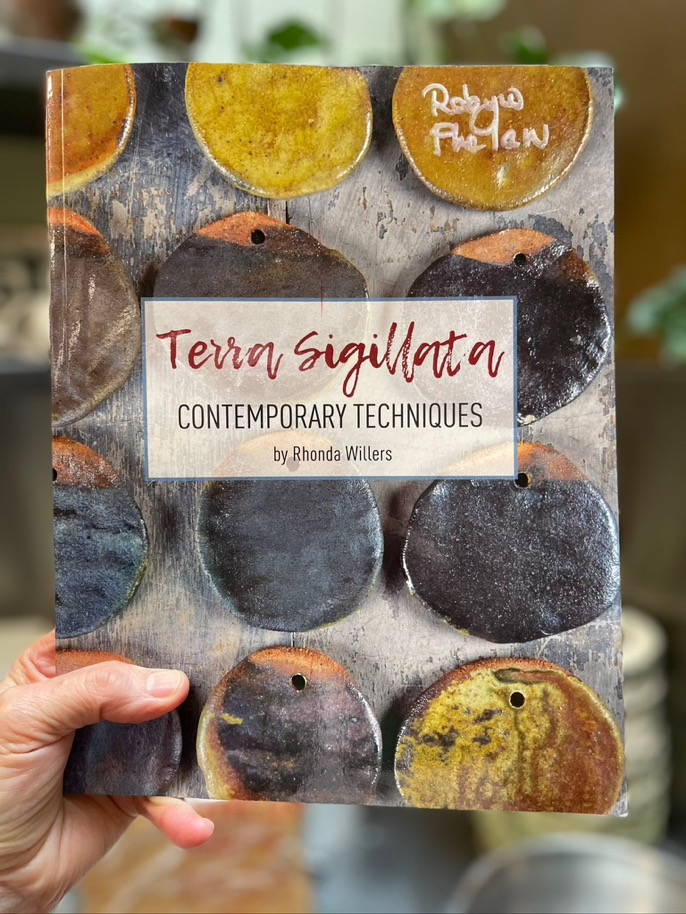 Robyn
Phelan
Terra Sigillata
CONTEMPORARY TECHNIQUES
by Rhonda Willers